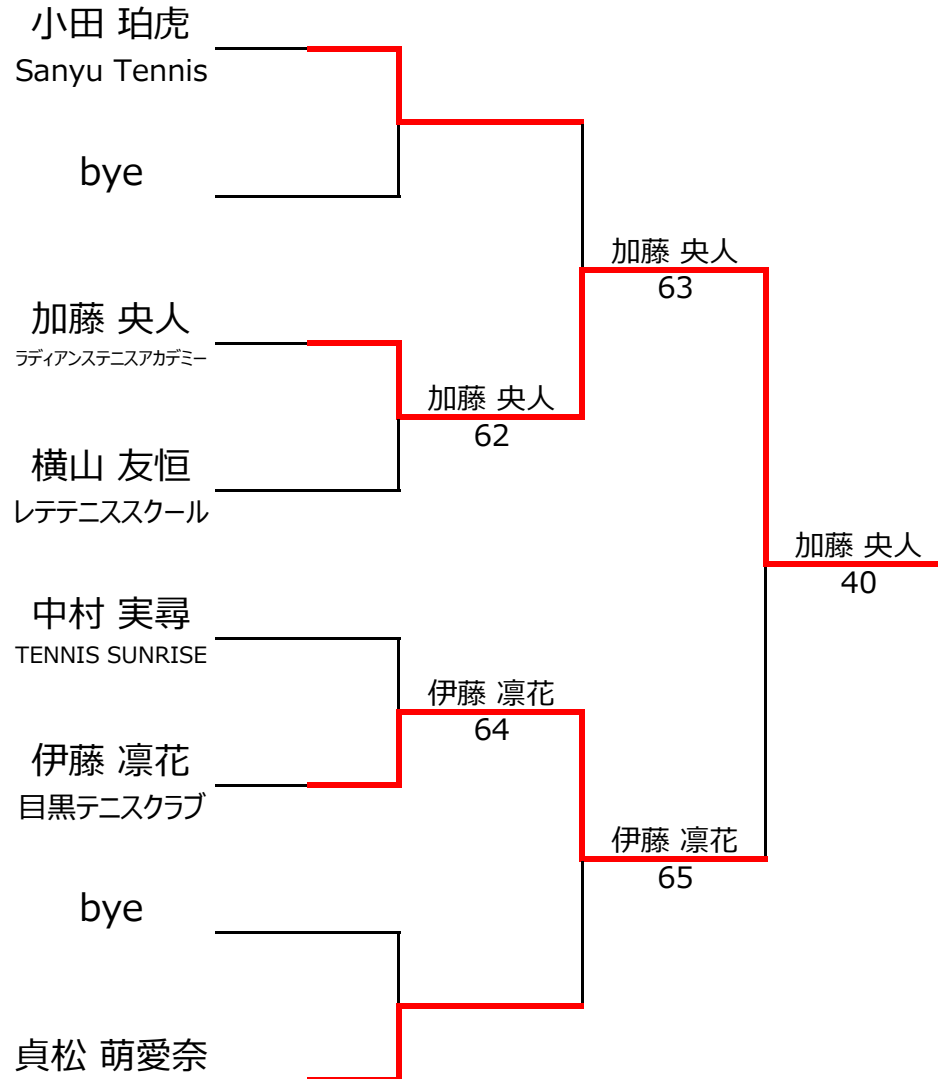 小田 珀虎
Sanyu Tennis
bye
加藤 央人
ラディアンステニスアカデミー
横山 友恒
レテテニススクール
中村 実尋
TENNIS SUNRISE
伊藤 凛花
目黒テニスクラブ
bye
貞松 萌愛奈
加藤 央人
62
伊藤 凛花
64
加藤 央人
63
伊藤 凛花
65
加藤 央人
40